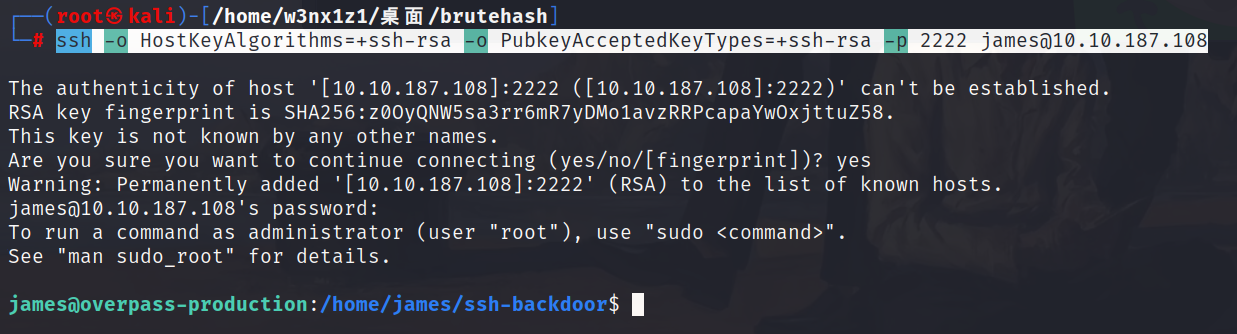 ┌──(root㉿kali)-[/home/w3nx1z1/桌面/brutehash]
└─# ssh -o HostKeyAlgorithms=+ssh-rsa -o PubkeyAcceptedKeyTypes=+ssh-rsa -p 2222 james@10.10.187.108
The authenticity of host '[10.10.187.108]:2222 ([10.10.187.108]:2222)' can't be established.
RSA key fingerprint is SHA256:z0OyQNW5sa3rr6mR7yDMo1avzRRPcapaYwOxjttuZ58.
This key is not known by any other names.
Are you sure you want to continue connecting (yes/no/[fingerprint])? yes
Warning: Permanently added '[10.10.187.108]:2222' (RSA) to the list of known hosts.
james@10.10.187.108's password:
To run a command as administrator (user "root"), use "sudo <command>".
See "man sudo_root" for details.
james@overpass-production:/home/james/ssh-backdoor$